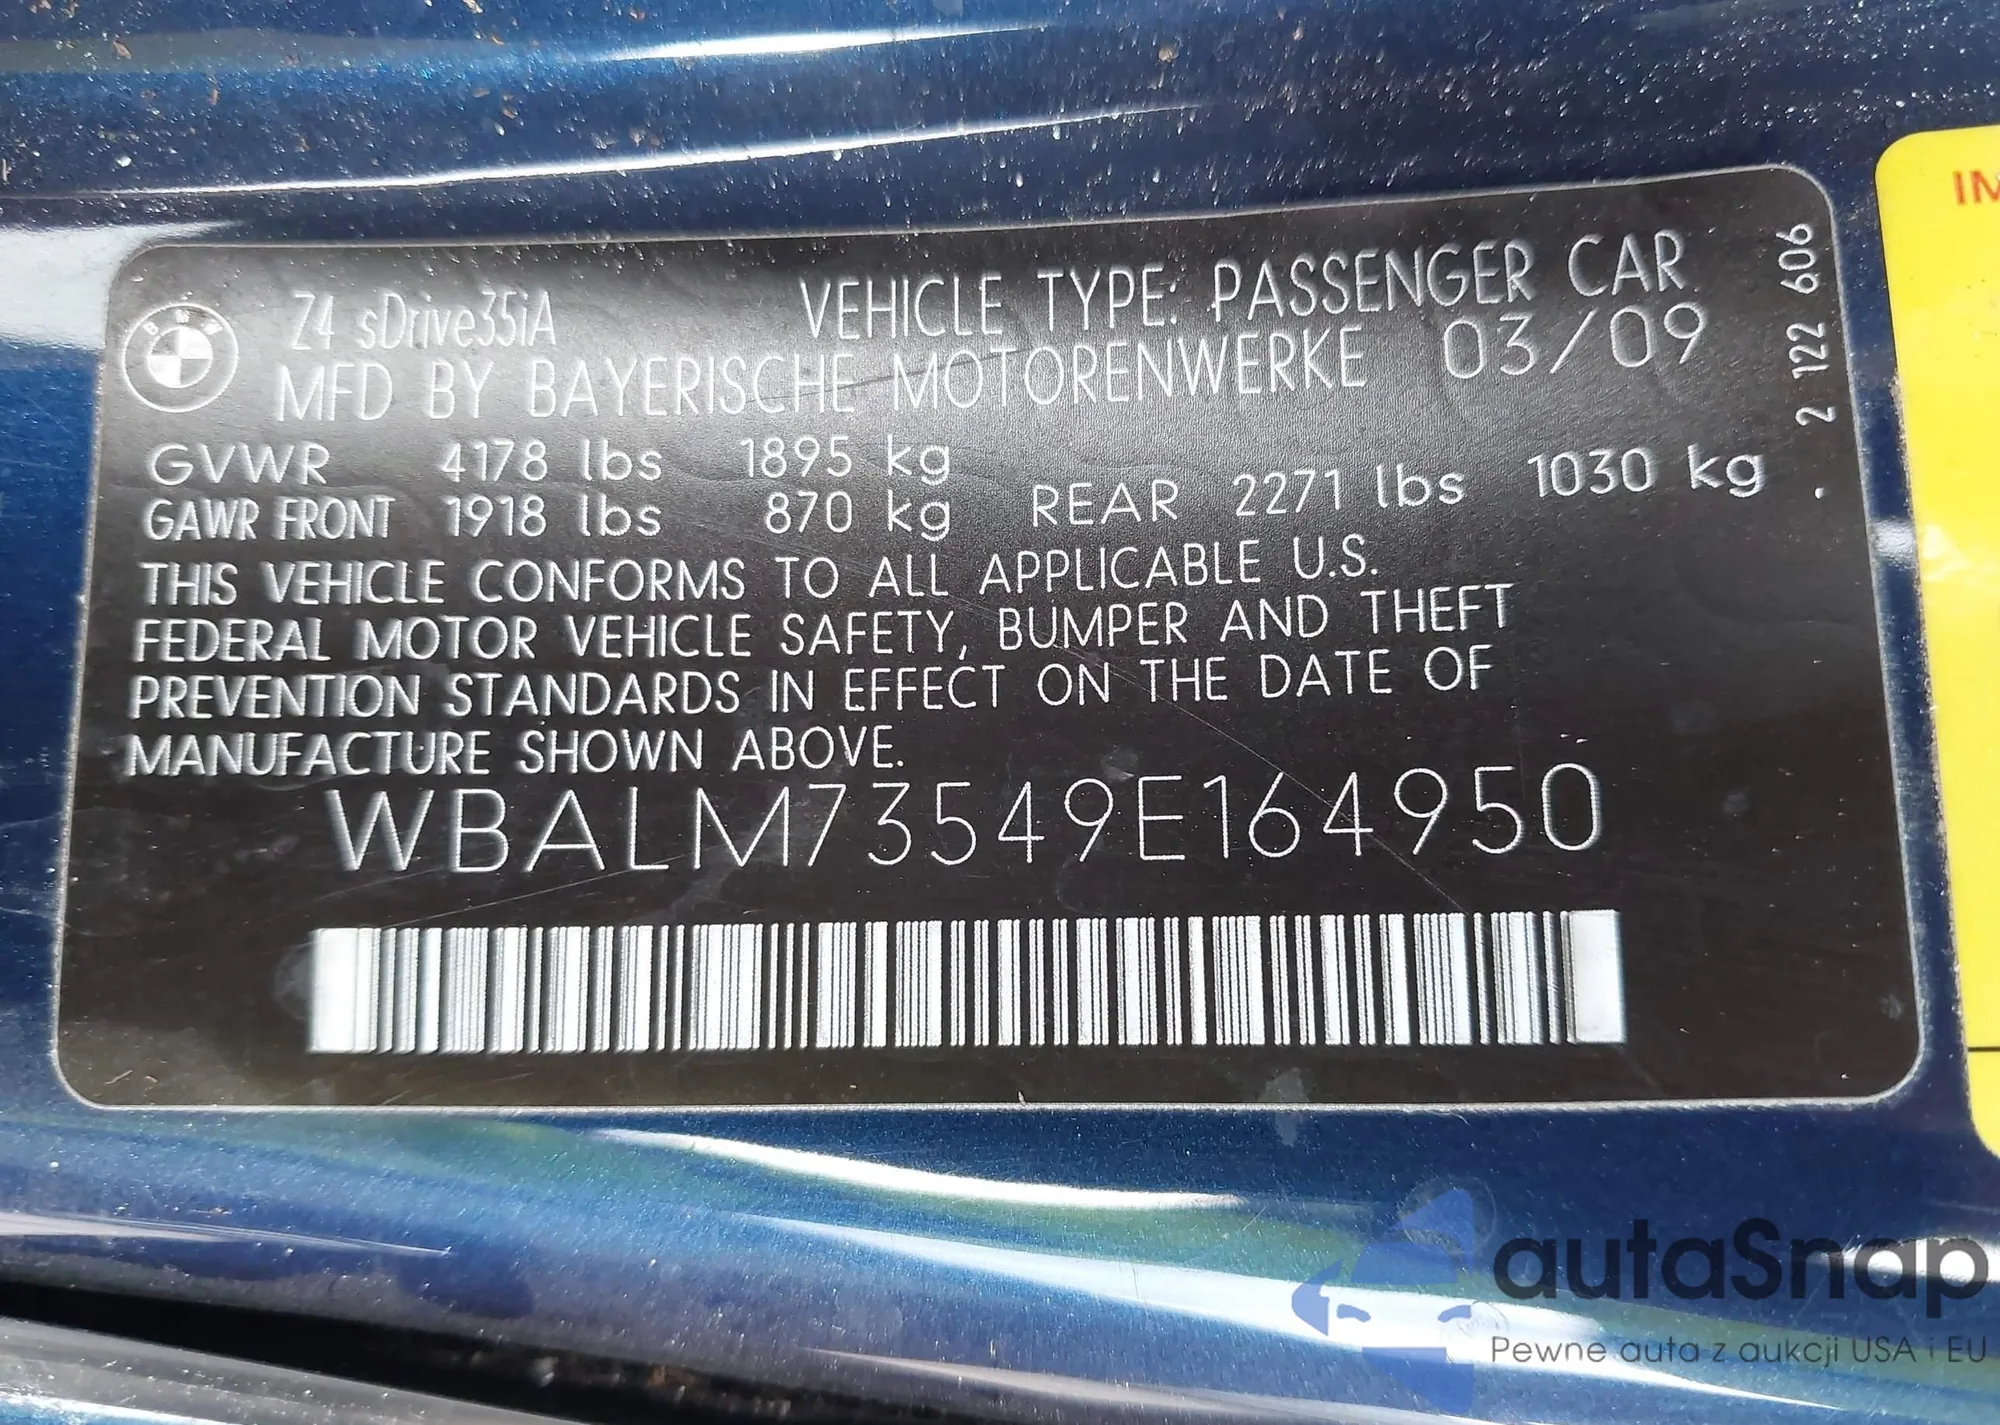 BMW
Z4 sDrive35iA VEHICLE TYPE: PASSENGER CAR
MFD BY BAYERISCHE MOTORENWERKE 03/09
GVWR 4178 lbs 1895 kg
GAWR FRONT 1918 lbs 870 kg REAR 2271 lbs 1030 kg
THIS VEHICLE CONFORMS TO ALL APPLICABLE U.S.
FEDERAL MOTOR VEHICLE SAFETY, BUMPER AND THEFT
PREVENTION STANDARDS IN EFFECT ON THE DATE OF
MANUFACTURE SHOWN ABOVE.
WBALM73549E164950
2 122 606
autaSnap
Pewne auta z aukcji USA i EU